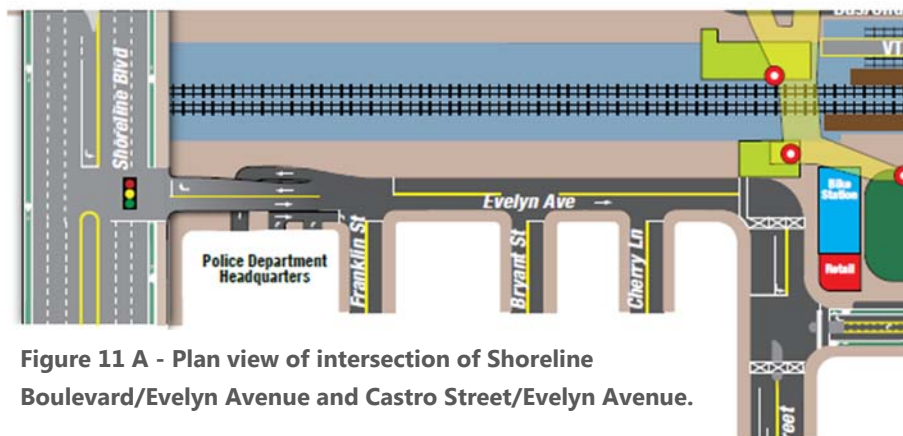 VT
Shoreline Blvd
Evelyn Ave
Bike
Station
Police Department
Headquarters
Franklin St
Bryant St
Cherry Ln
Retail
Figure 11 A - Plan view of intersection of Shoreline
Boulevard/Evelyn Avenue and Castro Street/Evelyn Avenue.